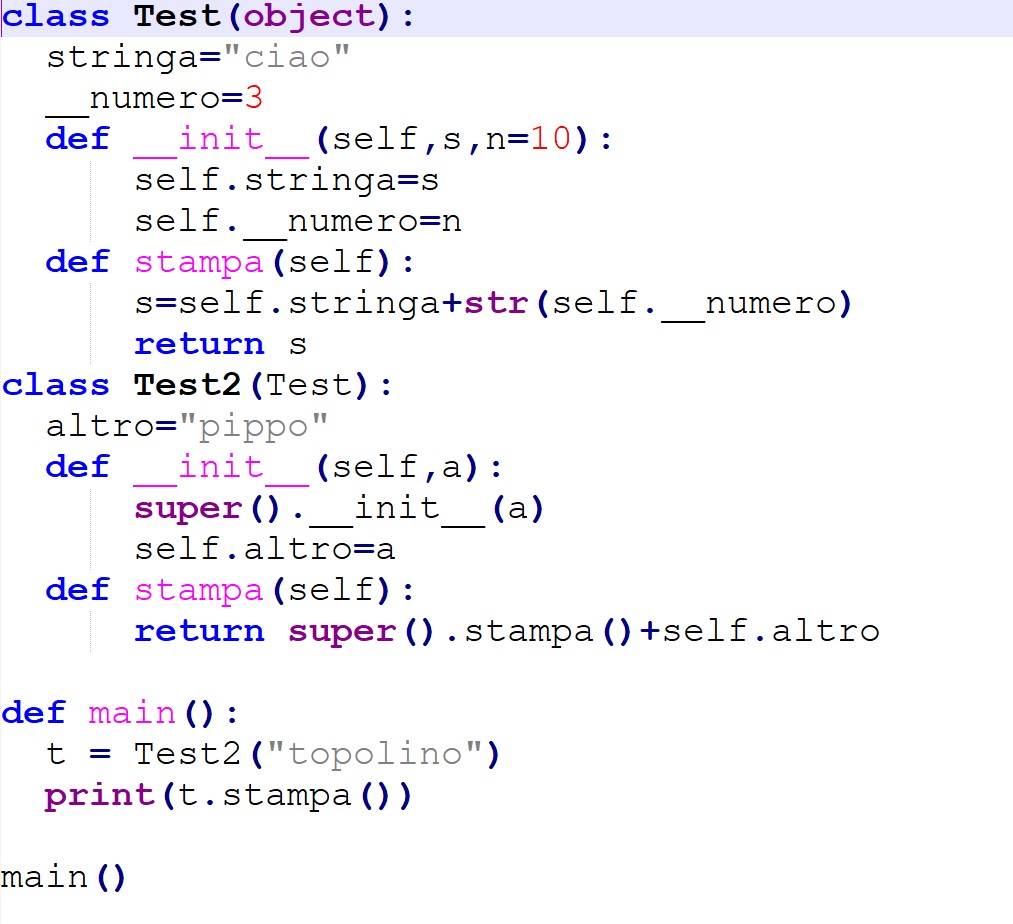 class Test(object):
  stringa="ciao"
  __numero=3
  def __init__(self,s,n=10):
      self.stringa=s
      self.__numero=n
  def stampa(self):
      s=self.stringa+str(self.__numero)
      return s
class Test2(Test):
  altro="pippo"
  def __init__(self,a):
      super().__init__(a)
      self.altro=a
  def stampa(self):
      return super().stampa()+self.altro

def main():
  t = Test2("topolino")
  print(t.stampa())

main()